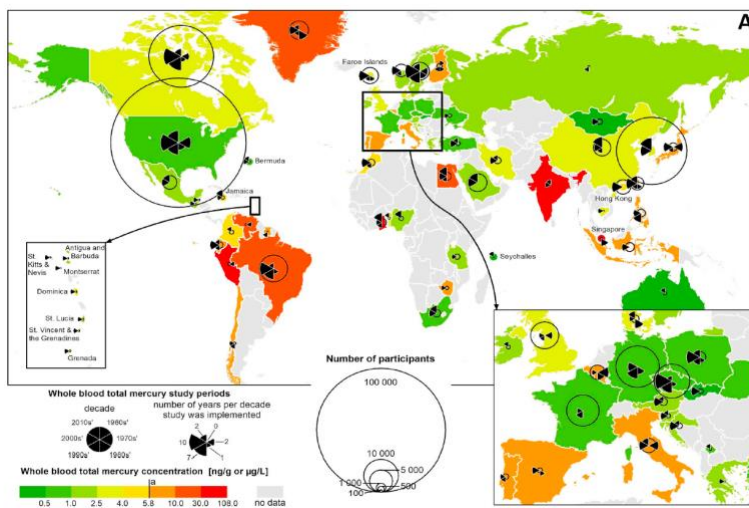 A
Faroe Islands
Bermuda
Jamaica
Hong Kong
Singapore
Seychalles
St.
Kitts &
Nevis
Antigua and
Barbuda
Montserrat
Dominica
St. Lucia
St. Vincent &
the Grenadines
Grenada
Whole blood total mercury study periods
decade
number of years per decade
study was implemented
2010s'
1960s'
2000s'
1970s'
1990s'
1980s'
2
0
10
2
7
1
Number of participants
100 000
10 000
5 000
1 000
500
100
Whole blood total mercury concentration [ng/g or µg/L]
a
0.5 1.0 2.5 4.0 5.8 10.0 30.0 108.0 no data